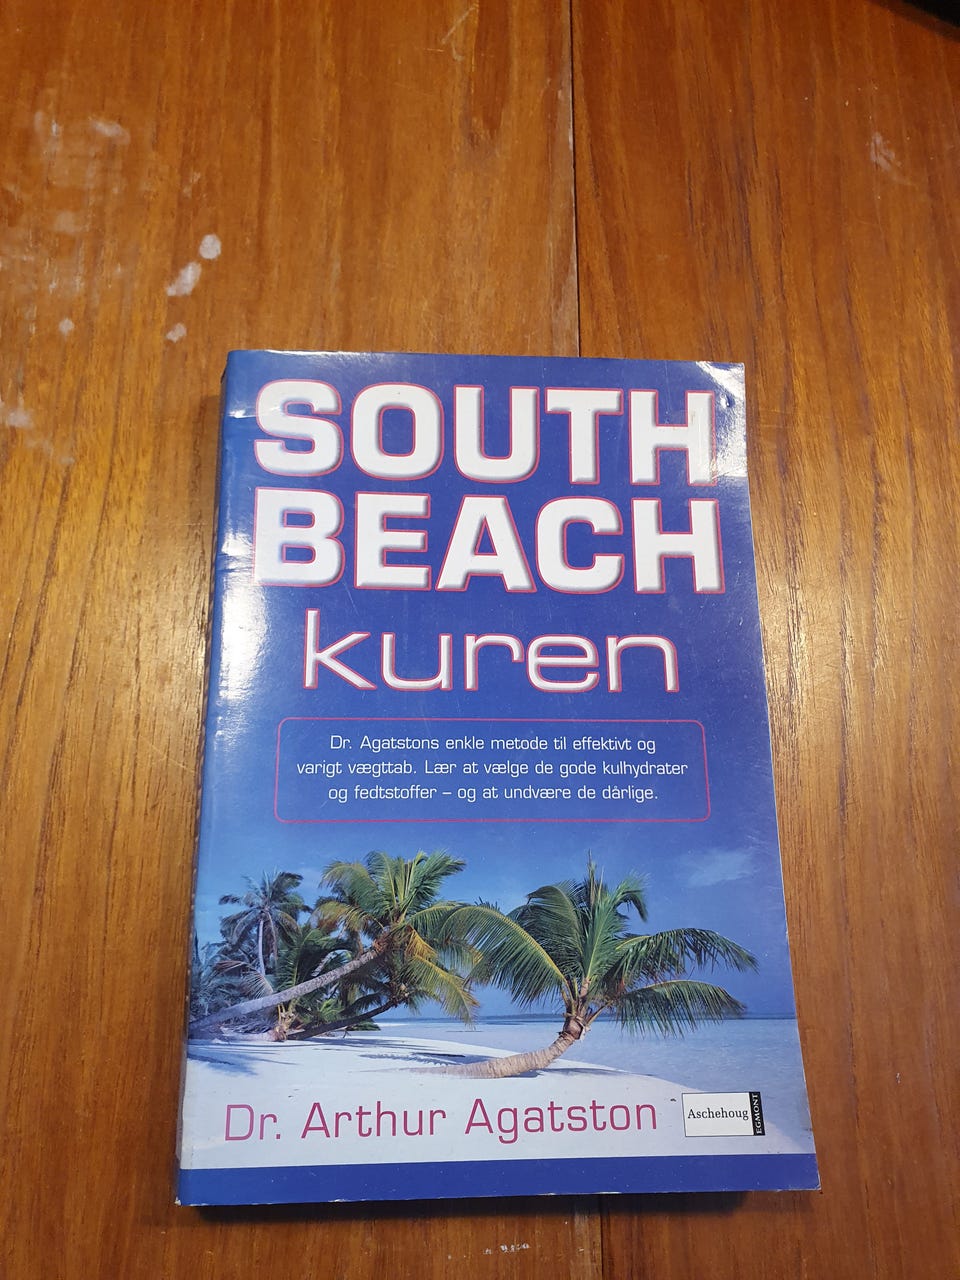 SOUTH
BEACH
kuren
Dr. Agatstons enkle metode til effektivt og
varigt vægttab. Lær at vælge de gode kulhydrater
og fedtstoffer – og at undvære de dårlige.
Dr. Arthur Agatston
Aschehoug
EGMONT